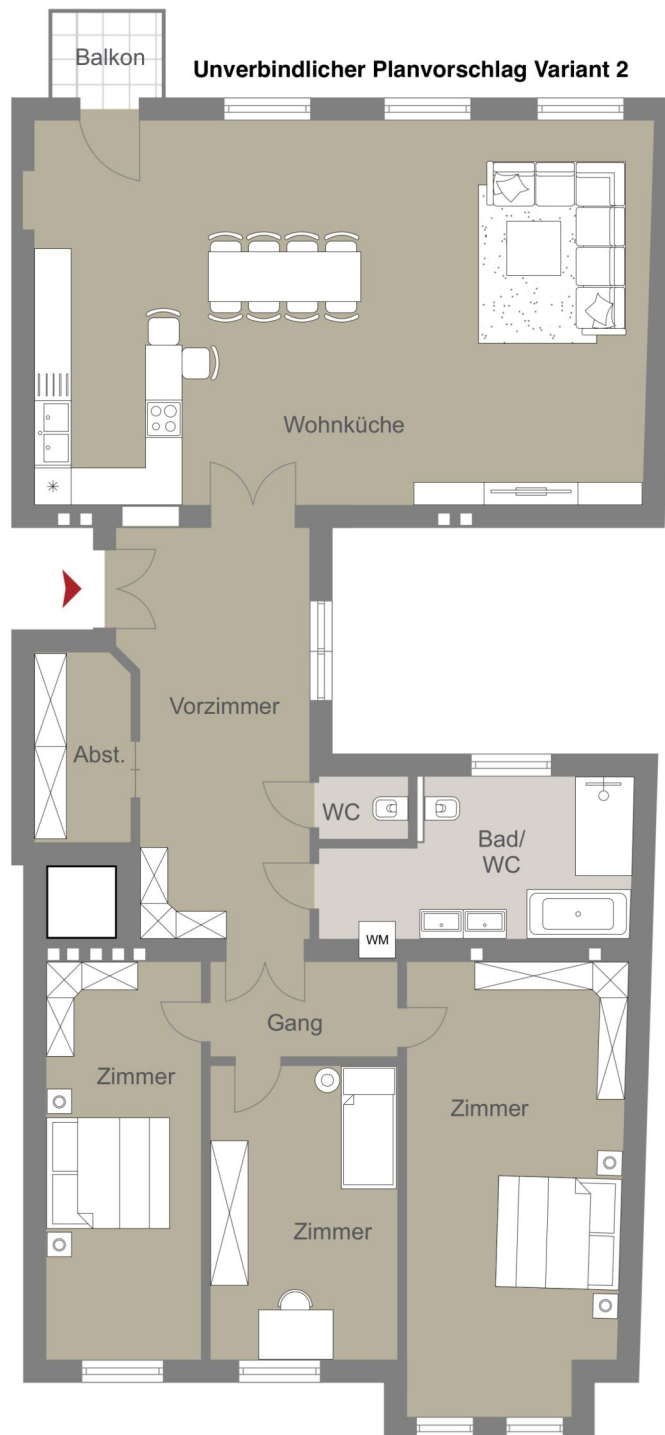 Balkon
Unverbindlicher Planvorschlag Variant 2
Wohnküche
Vorzimmer
Abst.
WC
Bad/
WC
WM
Gang
Zimmer
Zimmer
Zimmer